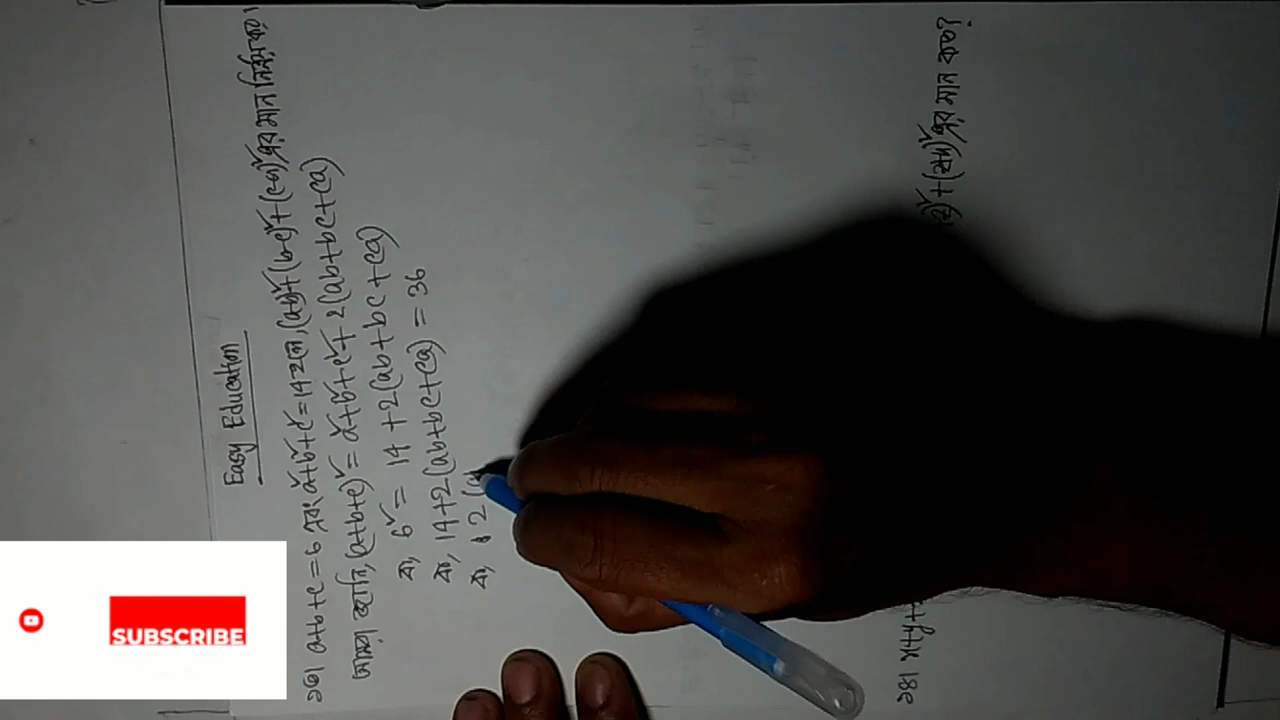 Easy Education
১৩। a+b+c=6 এবং a²+b²+c²=14 হলে, (a-b)²+(b-c)²+(c-a)² এর মান নির্ণয় কর।
আমরা জানি, (a+b+c)² = a²+b²+c²+2(ab+bc+ca)
বা, 6² = 14 +2(ab+bc+ca)
বা, 14+2(ab+bc+ca) = 36
বা, 2(a
১৪। x+y+
)²+(z+x)² এর মান কত?
SUBSCRIBE